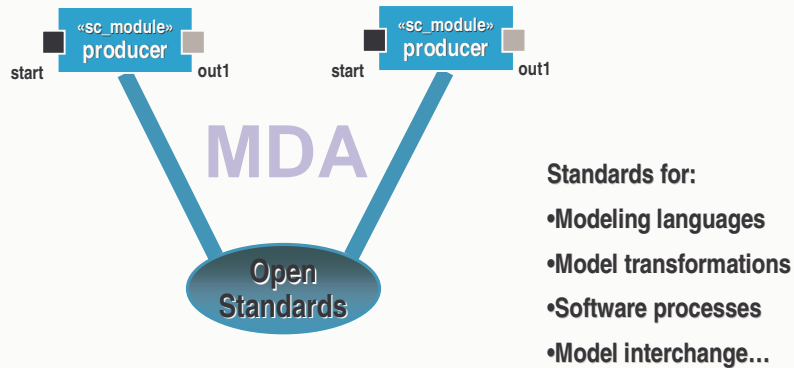 «sc_module»
producer
start
out1
«sc_module»
producer
start
out1
MDA
Open
Standards
Standards for:
•Modeling languages
•Model transformations
•Software processes
•Model interchange…